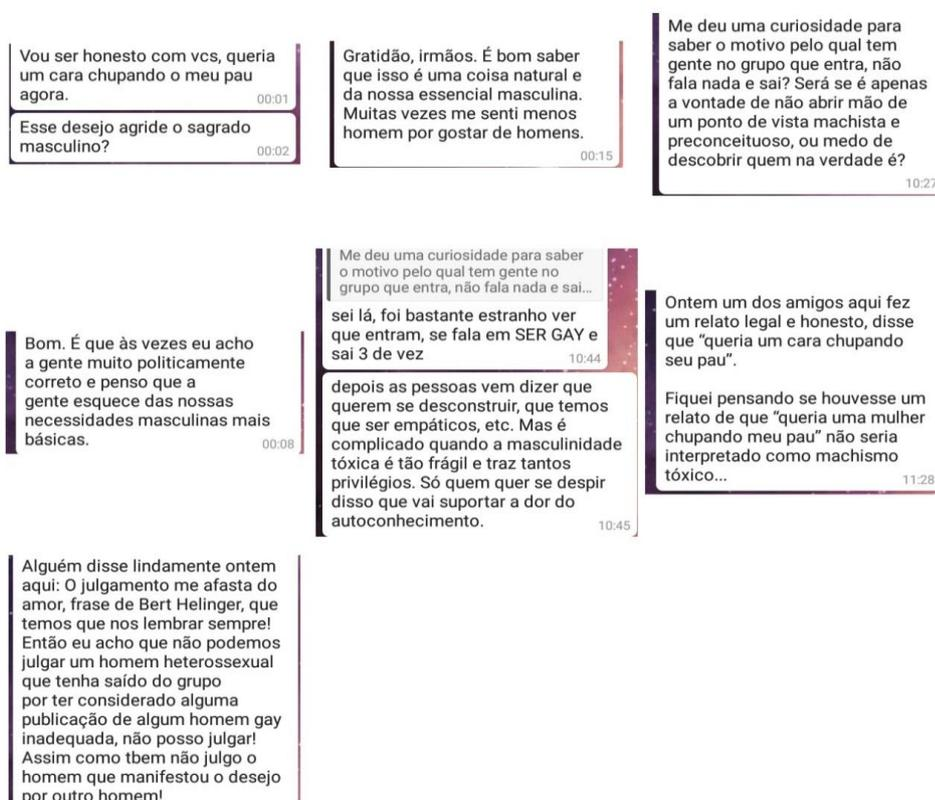 Vou ser honesto com vcs, queria
um cara chupando o meu pau
agora.
00:01
Esse desejo agride o sagrado
masculino?
00:02
Gratidão, irmãos. É bom saber
que isso é uma coisa natural e
da nossa essencial masculina.
Muitas vezes me senti menos
homem por gostar de homens.
00:15
Me deu uma curiosidade para
saber o motivo pelo qual tem
gente no grupo que entra, não
fala nada e sai? Será se é apenas
a vontade de não abrir mão de
um ponto de vista machista e
preconceituoso, ou medo de
descobrir quem na verdade é?
10:27
Bom. É que às vezes eu acho
a gente muito politicamente
correto e penso que a
gente esquece das nossas
necessidades masculinas mais
básicas.
00:08
Me deu uma curiosidade para saber
o motivo pelo qual tem gente no
grupo que entra, não fala nada e sai...
sei lá, foi bastante estranho ver
que entram, se fala em SER GAY e
sai 3 de vez
10:44
depois as pessoas vem dizer que
querem se desconstruir, que temos
que ser empáticos, etc. Mas é
complicado quando a masculinidade
tóxica é tão frágil e traz tantos
privilégios. Só quem quer se despir
disso que vai suportar a dor do
autoconhecimento.
10:45
Ontem um dos amigos aqui fez
um relato legal e honesto, disse
que “queria um cara chupando
seu pau”.
Fiquei pensando se houvesse um
relato de que “queria uma mulher
chupando meu pau” não seria
interpretado como machismo
tóxico...
11:28
Alguém disse lindamente ontem
aqui: O julgamento me afasta do
amor, frase de Bert Helinger, que
temos que nos lembrar sempre!
Então eu acho que não podemos
julgar um homem heterossexual
que tenha saído do grupo
por ter considerado alguma
publicação de algum homem gay
inadequada, não posso julgar!
Assim como tbem não julgo o
homem que manifestou o desejo
por outro homem!